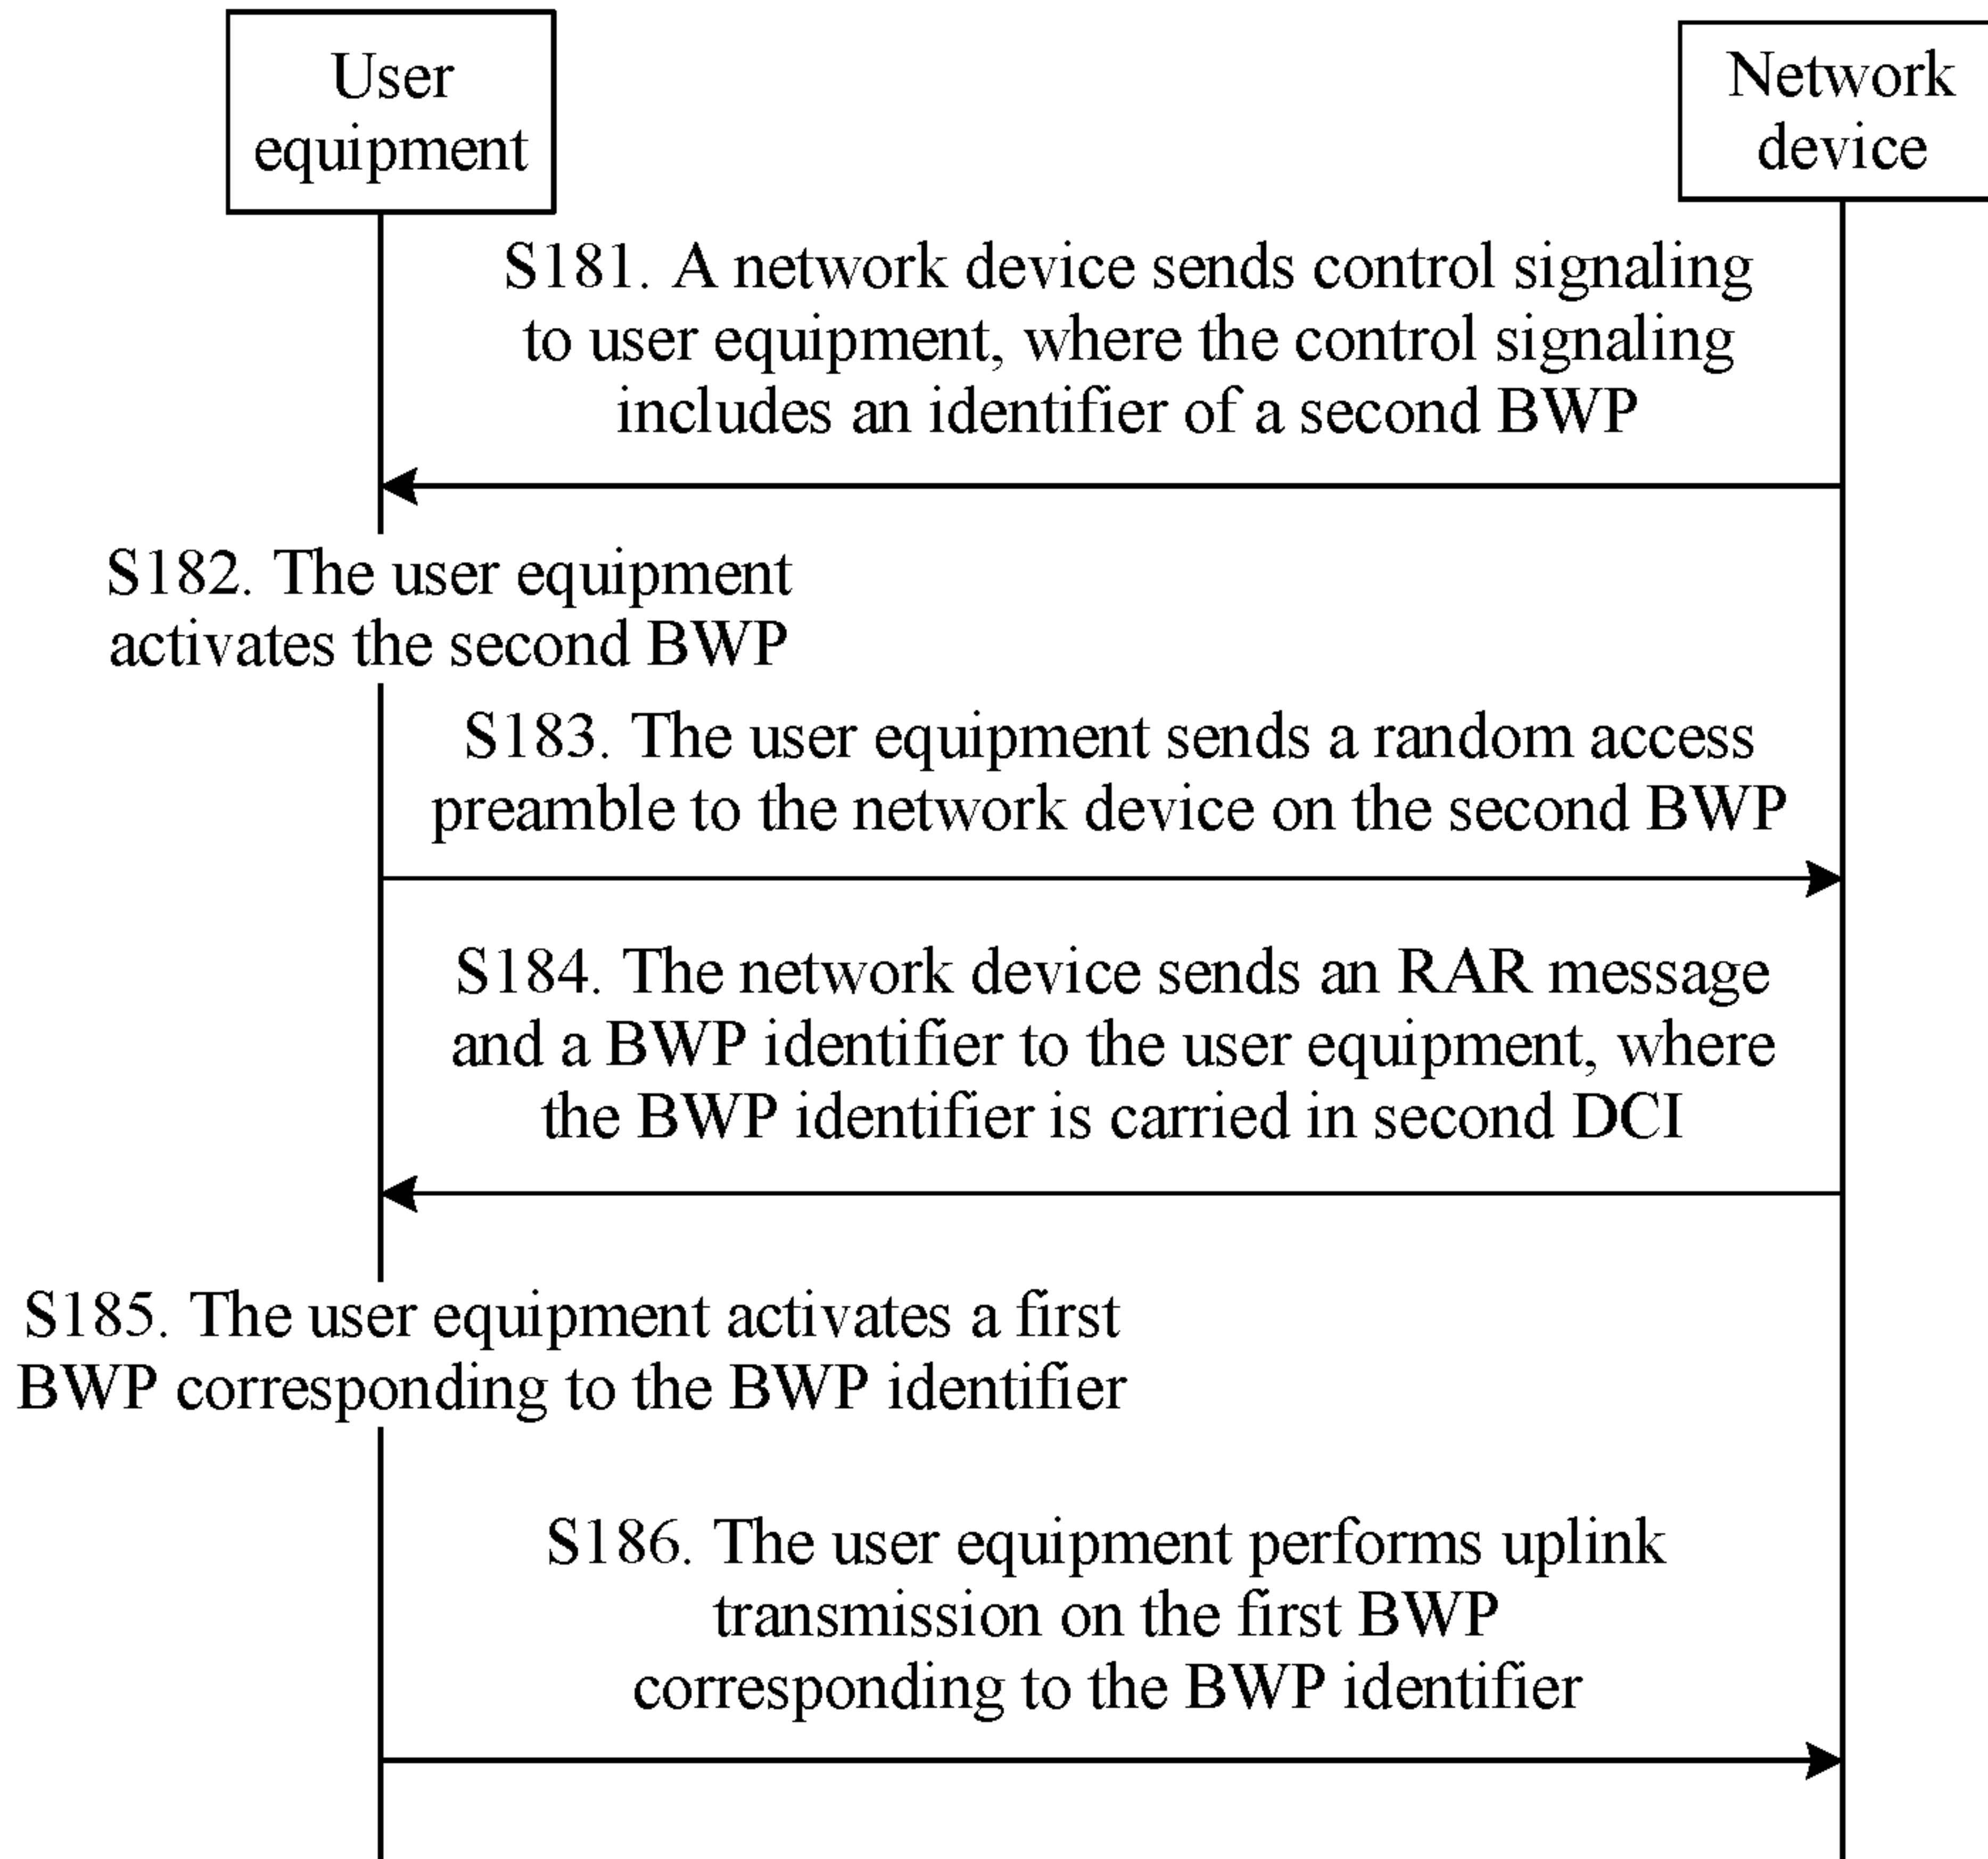 User
equipment
Network
device
S181. A network device sends control signaling
to user equipment, where the control signaling
includes an identifier of a second BWP
S182. The user equipment
activates the second BWP
S183. The user equipment sends a random access
preamble to the network device on the second BWP
S184. The network device sends an RAR message
and a BWP identifier to the user equipment, where
the BWP identifier is carried in second DCI
S185. The user equipment activates a first
BWP corresponding to the BWP identifier
S186. The user equipment performs uplink
transmission on the first BWP
corresponding to the BWP identifier